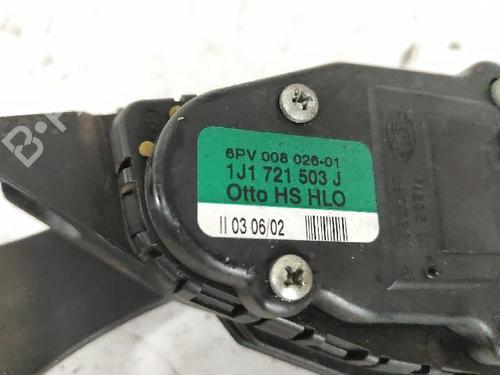 6PV 008 026-01
1J1 721 503 J
Otto HS HLO
II 03 06/02